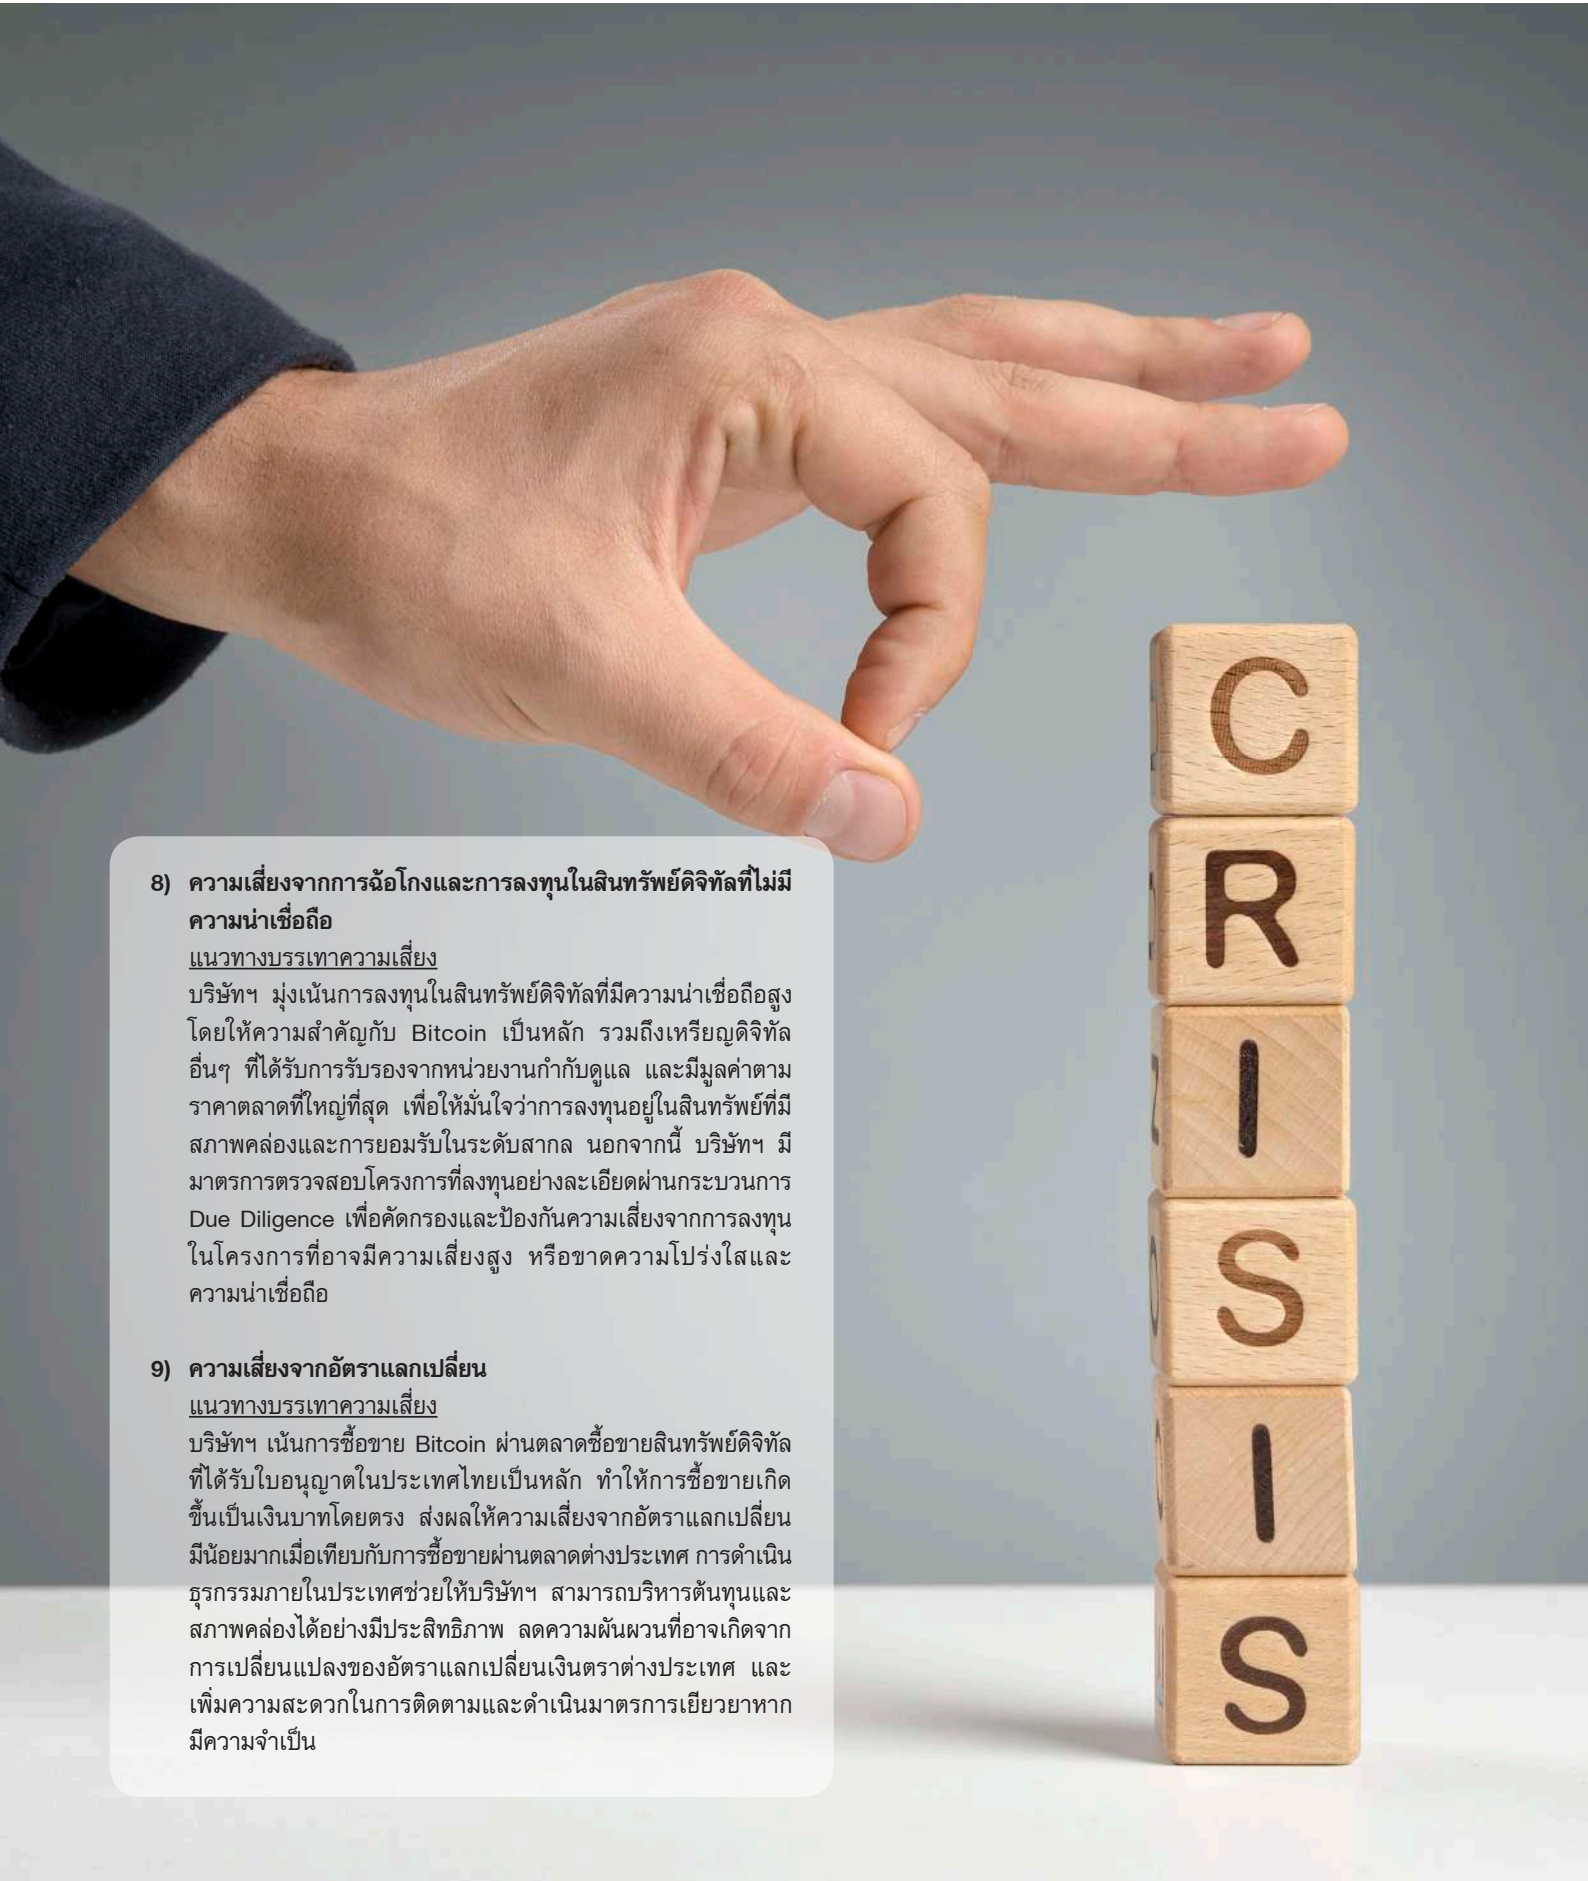 8) ความเสี่ยงจากการฉ้อโกงและการลงทุนในสินทรัพย์ดิจิทัลที่ไม่มี
ความน่าเชื่อถือ
แนวทางบรรเทาความเสี่ยง
บริษัทฯ มุ่งเน้นการลงทุนในสินทรัพย์ดิจิทัลที่มีความน่าเชื่อถือสูง
โดยให้ความสำคัญกับ Bitcoin เป็นหลัก รวมถึงเหรียญดิจิทัล
อื่นๆ ที่ได้รับการรับรองจากหน่วยงานกำกับดูแล และมีมูลค่าตาม
ราคาตลาดที่ใหญ่ที่สุด เพื่อให้มั่นใจว่าการลงทุนอยู่ในสินทรัพย์ที่มี
สภาพคล่องและการยอมรับในระดับสากล นอกจากนี้ บริษัทฯ มี
มาตรการตรวจสอบโครงการที่ลงทุนอย่างละเอียดผ่านกระบวนการ
Due Diligence เพื่อคัดกรองและป้องกันความเสี่ยงจากการลงทุน
ในโครงการที่อาจมีความเสี่ยงสูง หรือขาดความโปร่งใสและ
ความน่าเชื่อถือ
9) ความเสี่ยงจากอัตราแลกเปลี่ยน
แนวทางบรรเทาความเสี่ยง
บริษัทฯ เน้นการซื้อขาย Bitcoin ผ่านตลาดซื้อขายสินทรัพย์ดิจิทัล
ที่ได้รับใบอนุญาตในประเทศไทยเป็นหลัก ทำให้การซื้อขายเกิด
ขึ้นเป็นเงินบาทโดยตรง ส่งผลให้ความเสี่ยงจากอัตราแลกเปลี่ยน
มีน้อยมากเมื่อเทียบกับการซื้อขายผ่านตลาดต่างประเทศ การดำเนิน
ธุรกรรมภายในประเทศช่วยให้บริษัทฯ สามารถบริหารต้นทุนและ
สภาพคล่องได้อย่างมีประสิทธิภาพ ลดความผันผวนที่อาจเกิดจาก
การเปลี่ยนแปลงของอัตราแลกเปลี่ยนเงินตราต่างประเทศ และ
เพิ่มความสะดวกในการติดตามและดำเนินมาตรการเยียวยาหาก
มีความจำเป็น
C
R
I
S
I
S